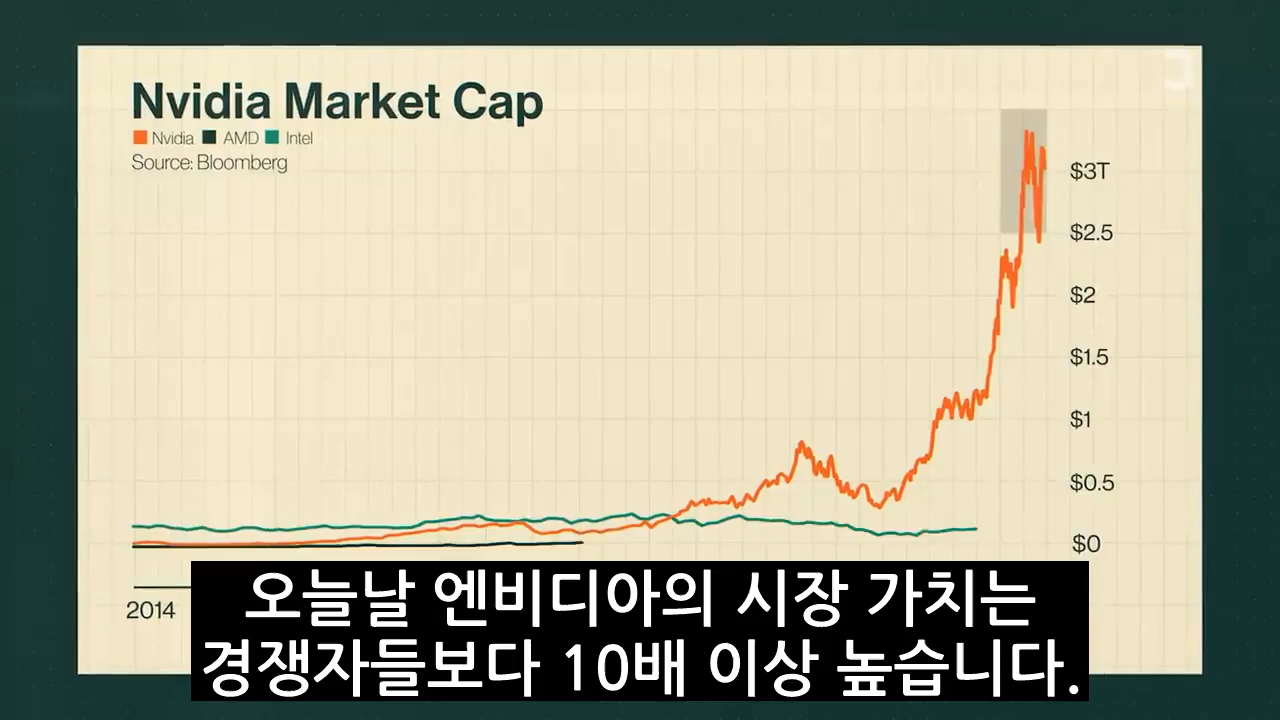 Nvidia Market Cap
Nvidia AMD Intel
Source: Bloomberg
$3T
$2.5
$2
$1.5
$1
$0.5
$0
2014
오늘날 엔비디아의 시장 가치는
경쟁자들보다 10배 이상 높습니다.